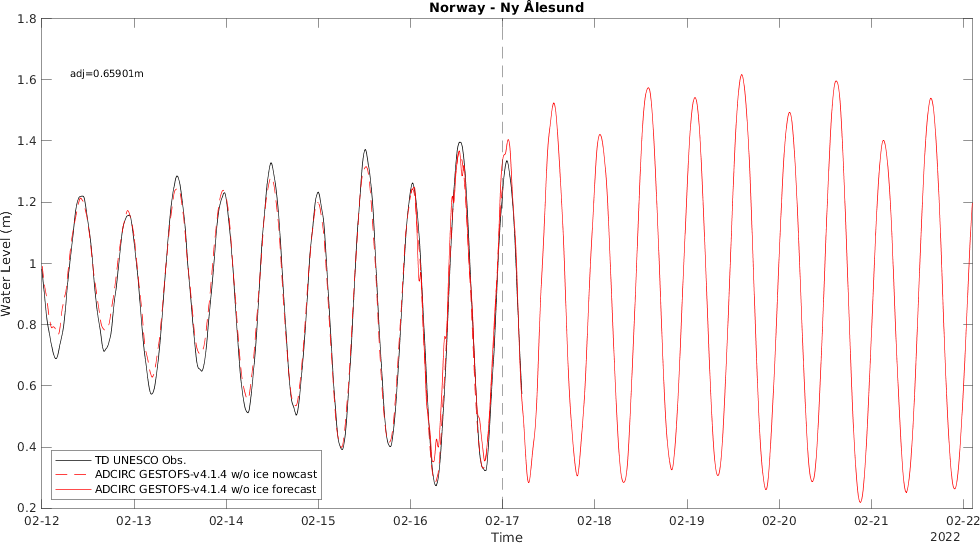 Norway - Ny Ålesund
1.8
1.6
1.4
1.2
1
0.8
0.6
0.4
0.2
Water Level (m)
adj=0.65901m
TD UNESCO Obs.
ADCIRC GESTOFS-v4.1.4 w/o ice nowcast
ADCIRC GESTOFS-v4.1.4 w/o ice forecast
02-12 02-13 02-14 02-15 02-16 02-17 02-18 02-19 02-20 02-21 02-22
Time
2022